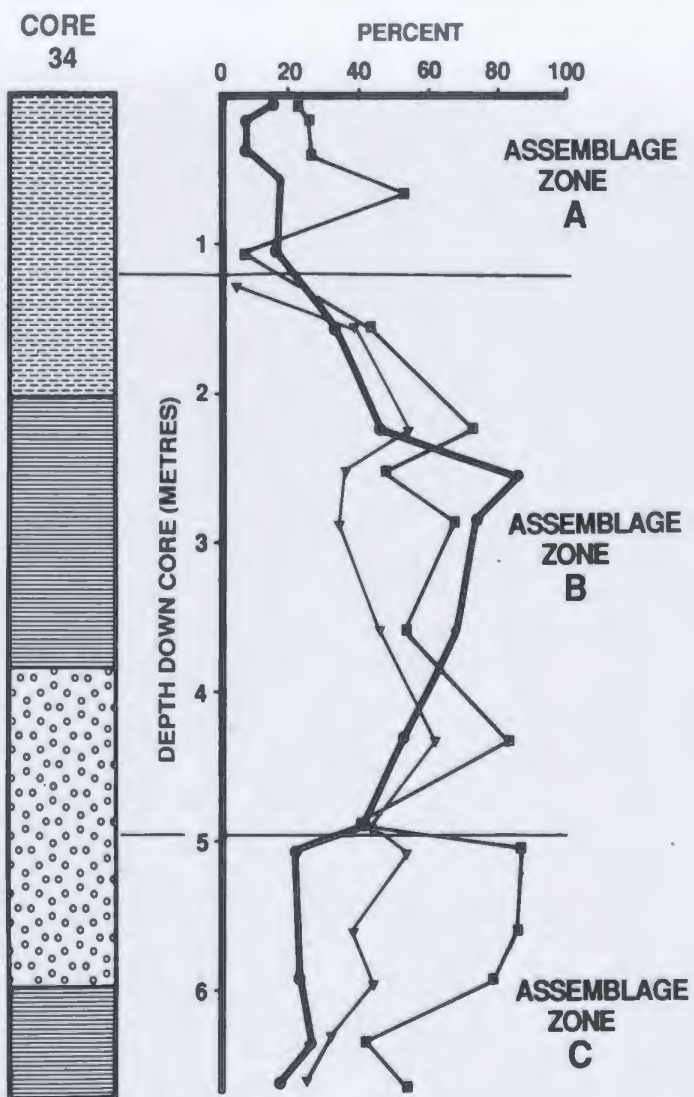 CORE
34
PERCENT
0 20 40 60 80 100
ASSEMBLAGE
ZONE
A
1
2
DEPTH DOWN CORE (METRES)
3
ASSEMBLAGE
ZONE
B
4
5
6
ASSEMBLAGE
ZONE
C